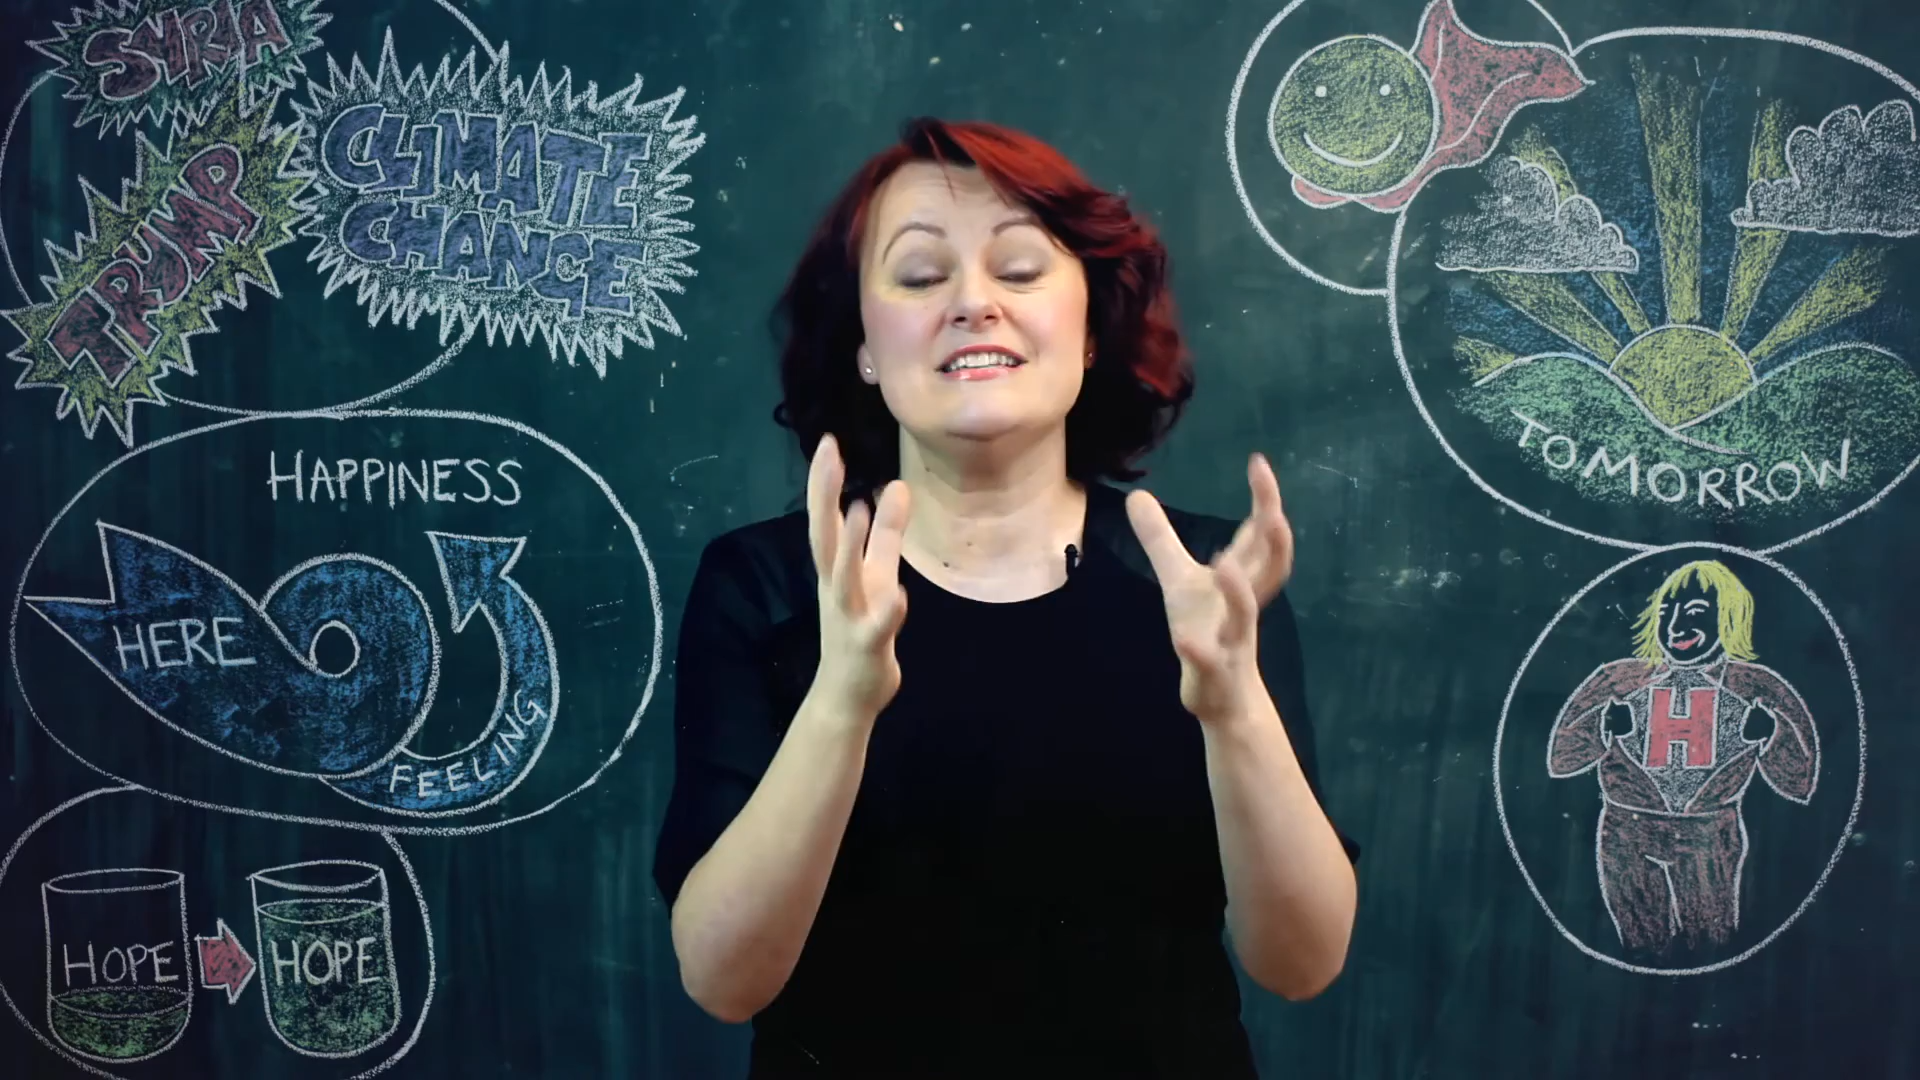 SYRIA
CLIMATE
CHANGE
TRUMP
HAPPINESS
HERE
FEELING
HOPE
HOPE
TOMORROW
H